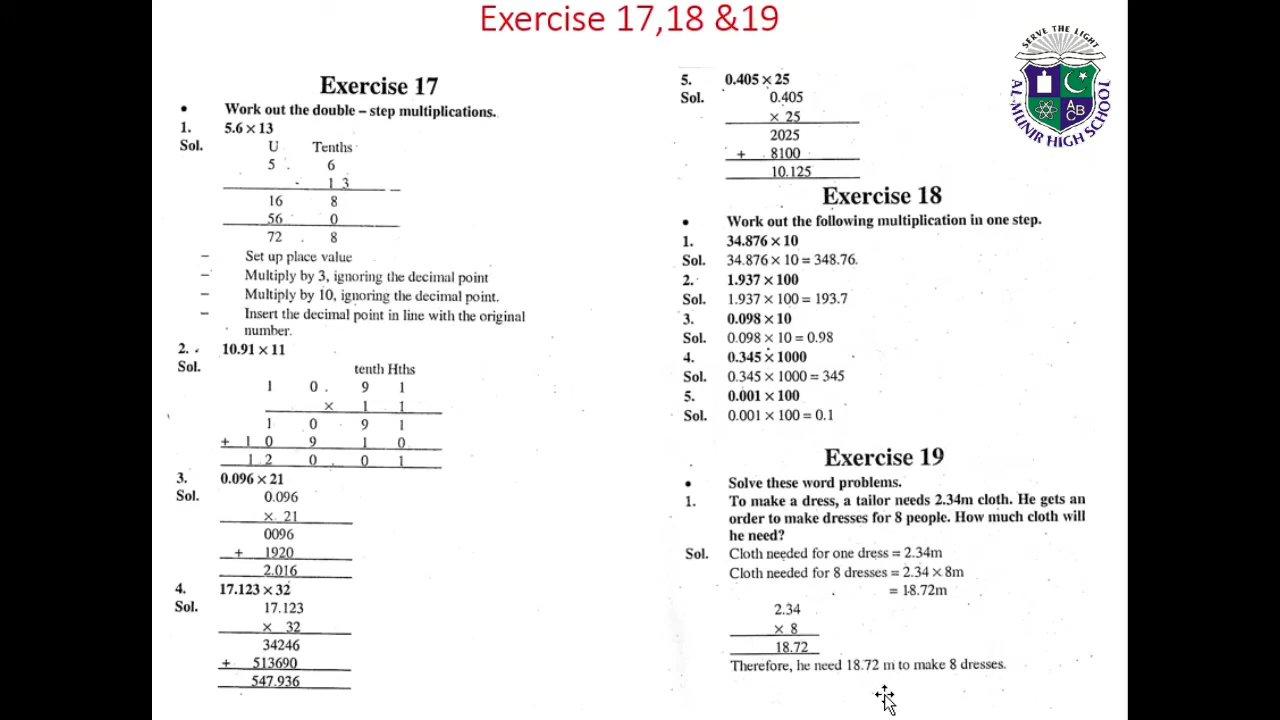 Exercise 17,18 &19
SERVE THE LIGHT
AL-MUNIR HIGH SCHOOL
A
B
C
Exercise 17
• Work out the double – step multiplications.
1. 5.6 × 13
Sol.
U Tenths
5 . 6
1 3
16 8
56 0
72 . 8
– Set up place value
– Multiply by 3, ignoring the decimal point
– Multiply by 10, ignoring the decimal point.
– Insert the decimal point in line with the original
number.
2. 10.91 × 11
Sol. tenth Hths
1 0 . 9 1
× 1 1
1 0 9 1
+ 1 0 9 1 0
1 2 0 . 0 1
3. 0.096 × 21
Sol. 0.096
× 21
0096
+ 1920
2.016
4. 17.123 × 32
Sol. 17.123
× 32
34246
+ 513690
547.936
5. 0.405 × 25
Sol. 0.405
× 25
2025
+ 8100
10.125
Exercise 18
• Work out the following multiplication in one step.
1. 34.876 × 10
Sol. 34.876 × 10 = 348.76.
2. 1.937 × 100
Sol. 1.937 × 100 = 193.7
3. 0.098 × 10
Sol. 0.098 × 10 = 0.98
4. 0.345 × 1000
Sol. 0.345 × 1000 = 345
5. 0.001 × 100
Sol. 0.001 × 100 = 0.1
Exercise 19
• Solve these word problems.
1. To make a dress, a tailor needs 2.34m cloth. He gets an
order to make dresses for 8 people. How much cloth will
he need?
Sol. Cloth needed for one dress = 2.34m
Cloth needed for 8 dresses = 2.34 × 8m
= 18.72m
2.34
× 8
18.72
Therefore, he need 18.72 m to make 8 dresses.